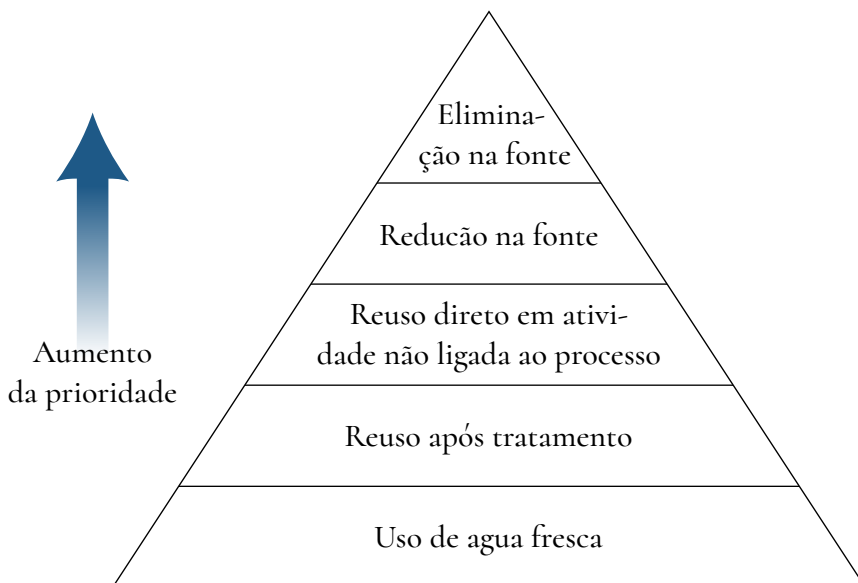 Elimina-
ção na fonte
Reducão na fonte
Reuso direto em ativi-
dade não ligada ao processo
Aumento
da prioridade
Reuso após tratamento
Uso de agua fresca